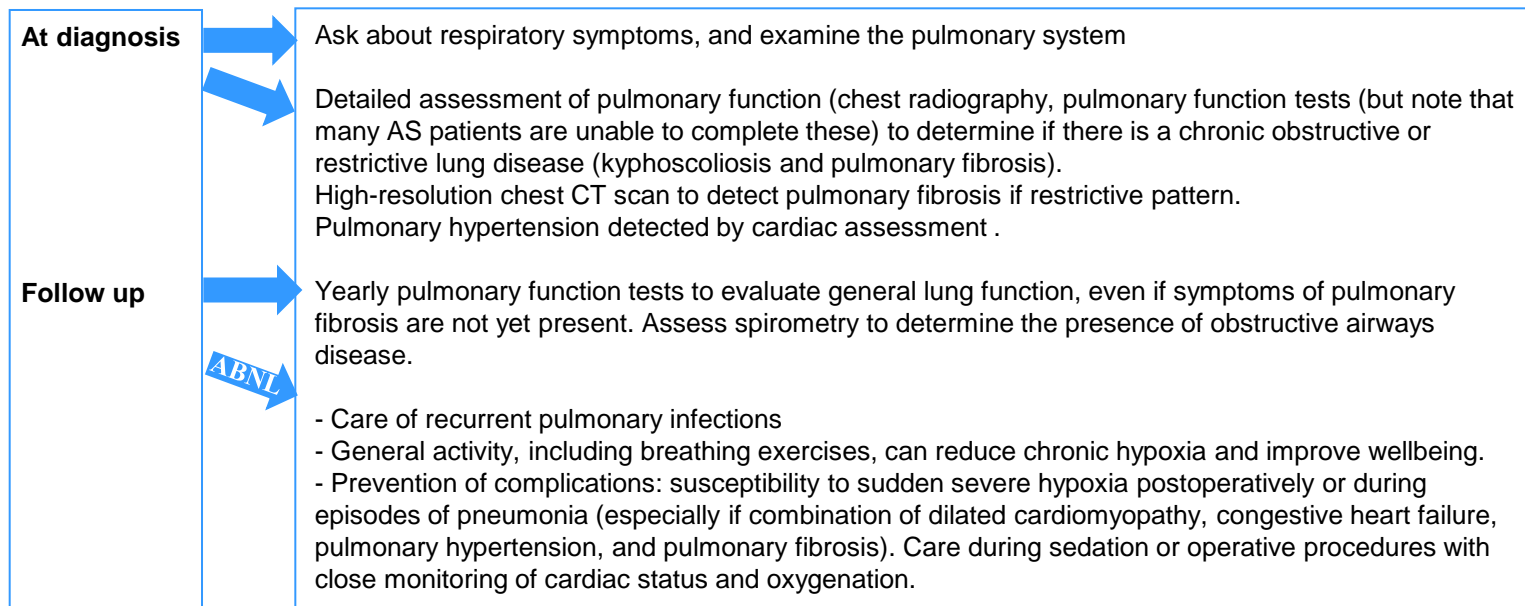 At diagnosis
Ask about respiratory symptoms, and examine the pulmonary system
Detailed assessment of pulmonary function (chest radiography, pulmonary function tests (but note that
many AS patients are unable to complete these) to determine if there is a chronic obstructive or
restrictive lung disease (kyphoscoliosis and pulmonary fibrosis).
High-resolution chest CT scan to detect pulmonary fibrosis if restrictive pattern.
Pulmonary hypertension detected by cardiac assessment .
Follow up
Yearly pulmonary function tests to evaluate general lung function, even if symptoms of pulmonary
fibrosis are not yet present. Assess spirometry to determine the presence of obstructive airways
disease.
ABNL
- Care of recurrent pulmonary infections
- General activity, including breathing exercises, can reduce chronic hypoxia and improve wellbeing.
- Prevention of complications: susceptibility to sudden severe hypoxia postoperatively or during
episodes of pneumonia (especially if combination of dilated cardiomyopathy, congestive heart failure,
pulmonary hypertension, and pulmonary fibrosis). Care during sedation or operative procedures with
close monitoring of cardiac status and oxygenation.